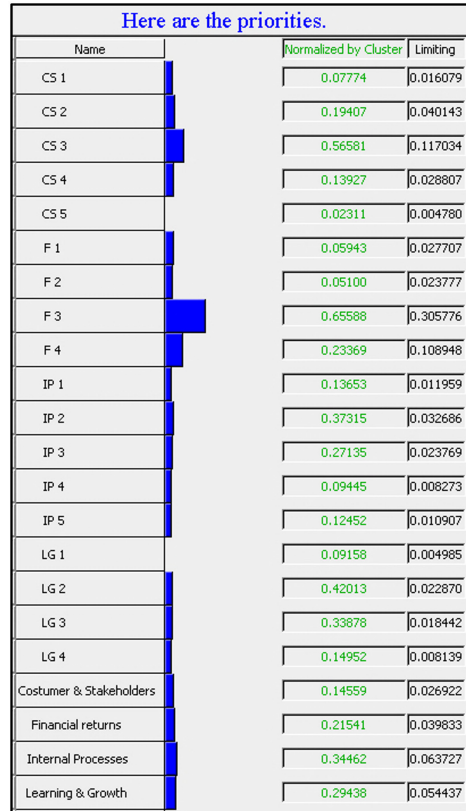 Here are the priorities.
Name Normalized by Cluster Limiting
CS 1 0.07774 0.016079
CS 2 0.19407 0.040143
CS 3 0.56581 0.117034
CS 4 0.13927 0.028807
CS 5 0.02311 0.004780
F 1 0.05943 0.027707
F 2 0.05100 0.023777
F 3 0.65588 0.305776
F 4 0.23369 0.108948
IP 1 0.13653 0.011959
IP 2 0.37315 0.032686
IP 3 0.27135 0.023769
IP 4 0.09445 0.008273
IP 5 0.12452 0.010907
LG 1 0.09158 0.004985
LG 2 0.42013 0.022870
LG 3 0.33878 0.018442
LG 4 0.14952 0.008139
Costumer & Stakeholders 0.14559 0.026922
Financial returns 0.21541 0.039833
Internal Processes 0.34462 0.063727
Learning & Growth 0.29438 0.054437